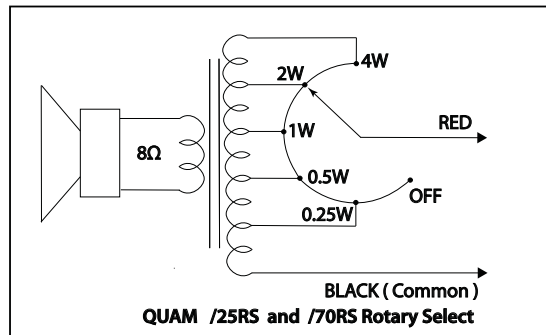 4W
2W
RED
1W
8Ω
0.5W
OFF
0.25W
BLACK ( Common )
QUAM /25RS and /70RS Rotary Select